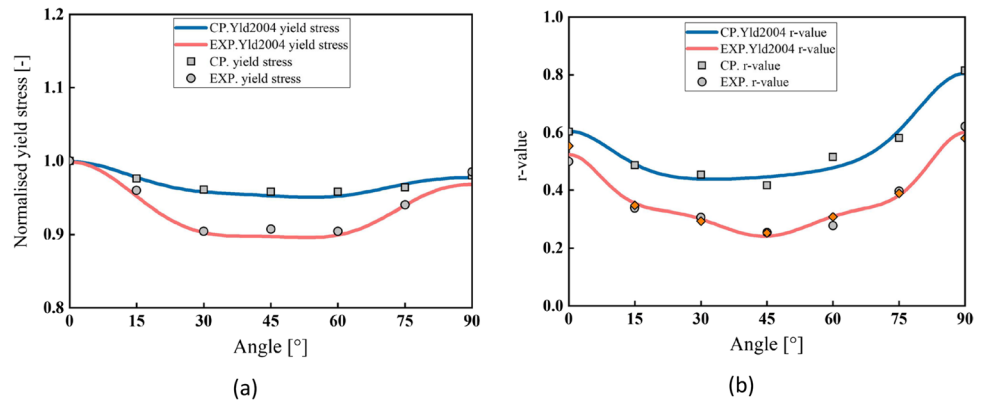 1.2
1.1
1.0
0.9
0.8
Normalised yield stress [-]
CP.Yld2004 yield stress
EXP.Yld2004 yield stress
CP. yield stress
EXP. yield stress
0 15 30 45 60 75 90
Angle [°]
(a)
1.0
0.8
0.6
0.4
0.2
0.0
r-value
CP.Yld2004 r-value
EXP.Yld2004 r-value
CP. r-value
EXP. r-value
0 15 30 45 60 75 90
Angle [°]
(b)